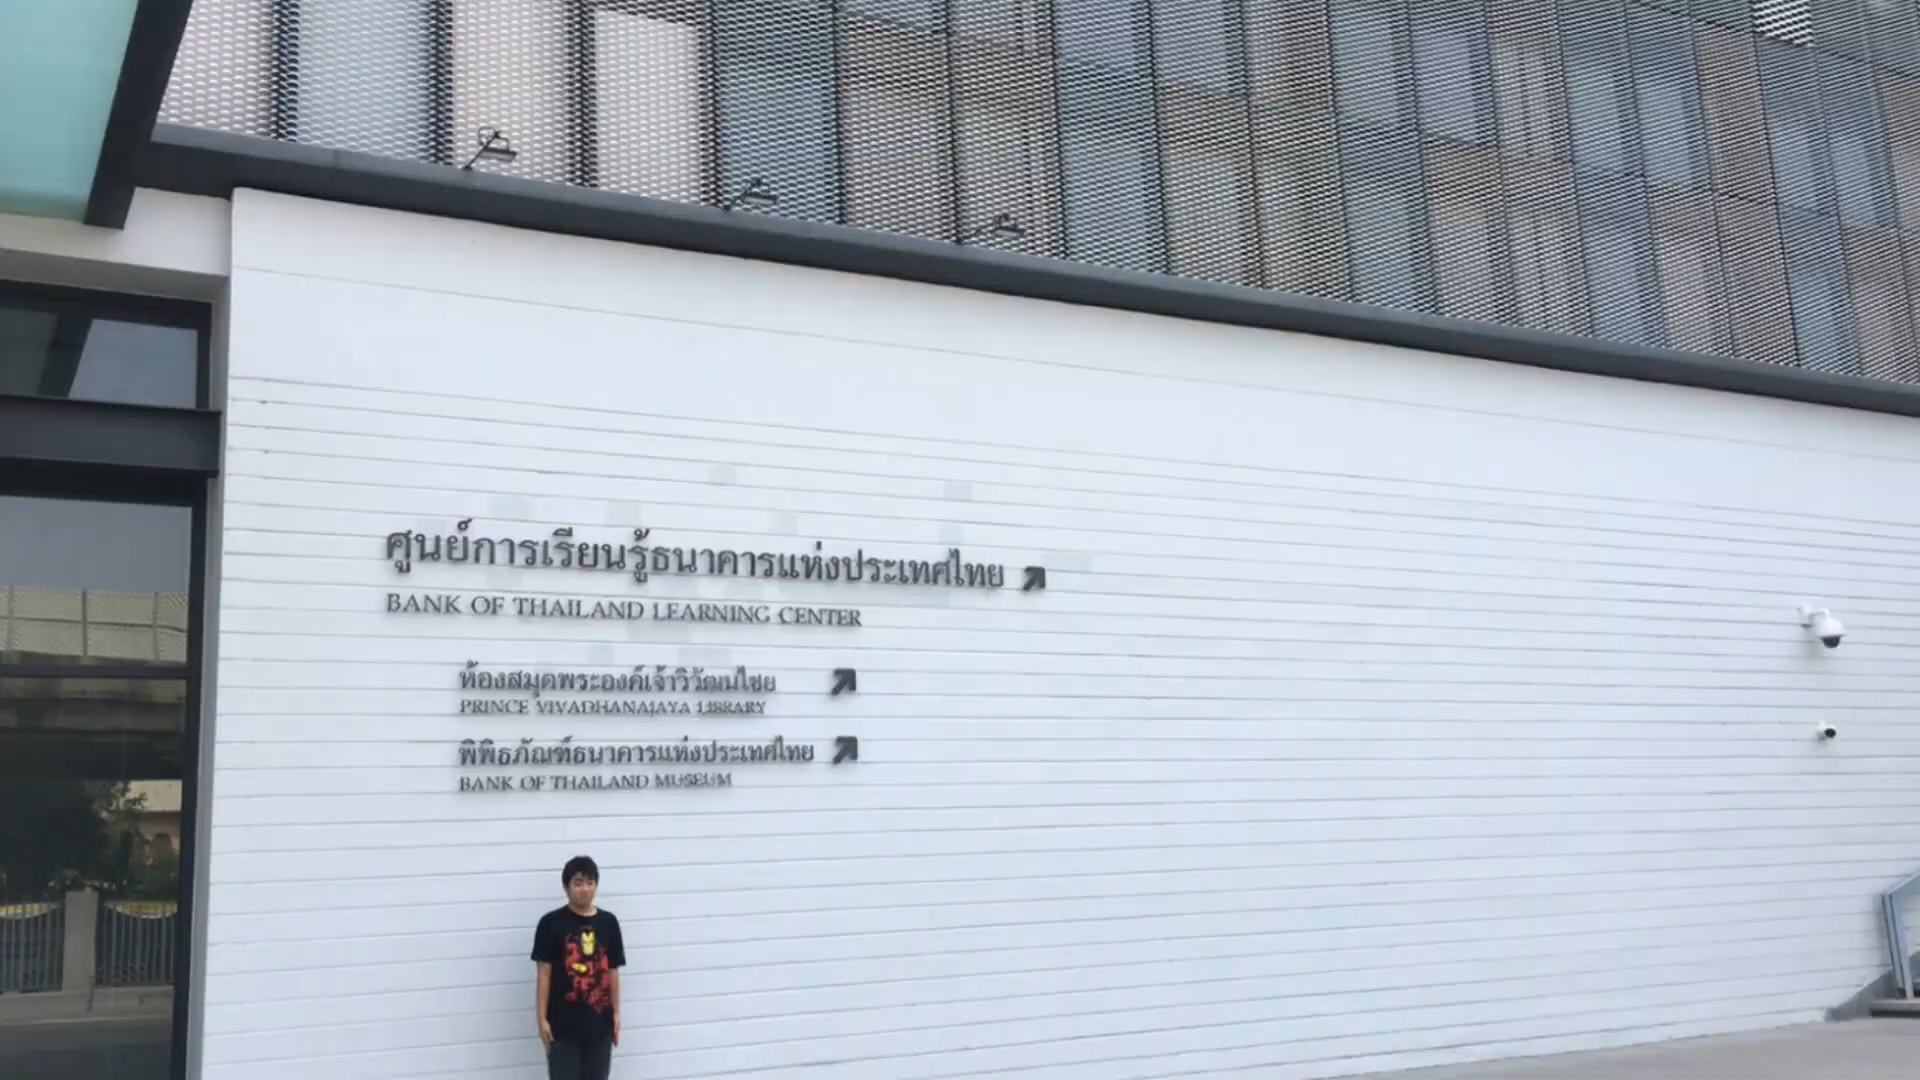 ศูนย์การเรียนรู้ธนาคารแห่งประเทศไทย
BANK OF THAILAND LEARNING CENTER
ห้องสมุดพระองค์เจ้าวิวัฒนไชย
PRINCE VIVADHANAJAYA LIBRARY
พิพิธภัณฑ์ธนาคารแห่งประเทศไทย
BANK OF THAILAND MUSEUM